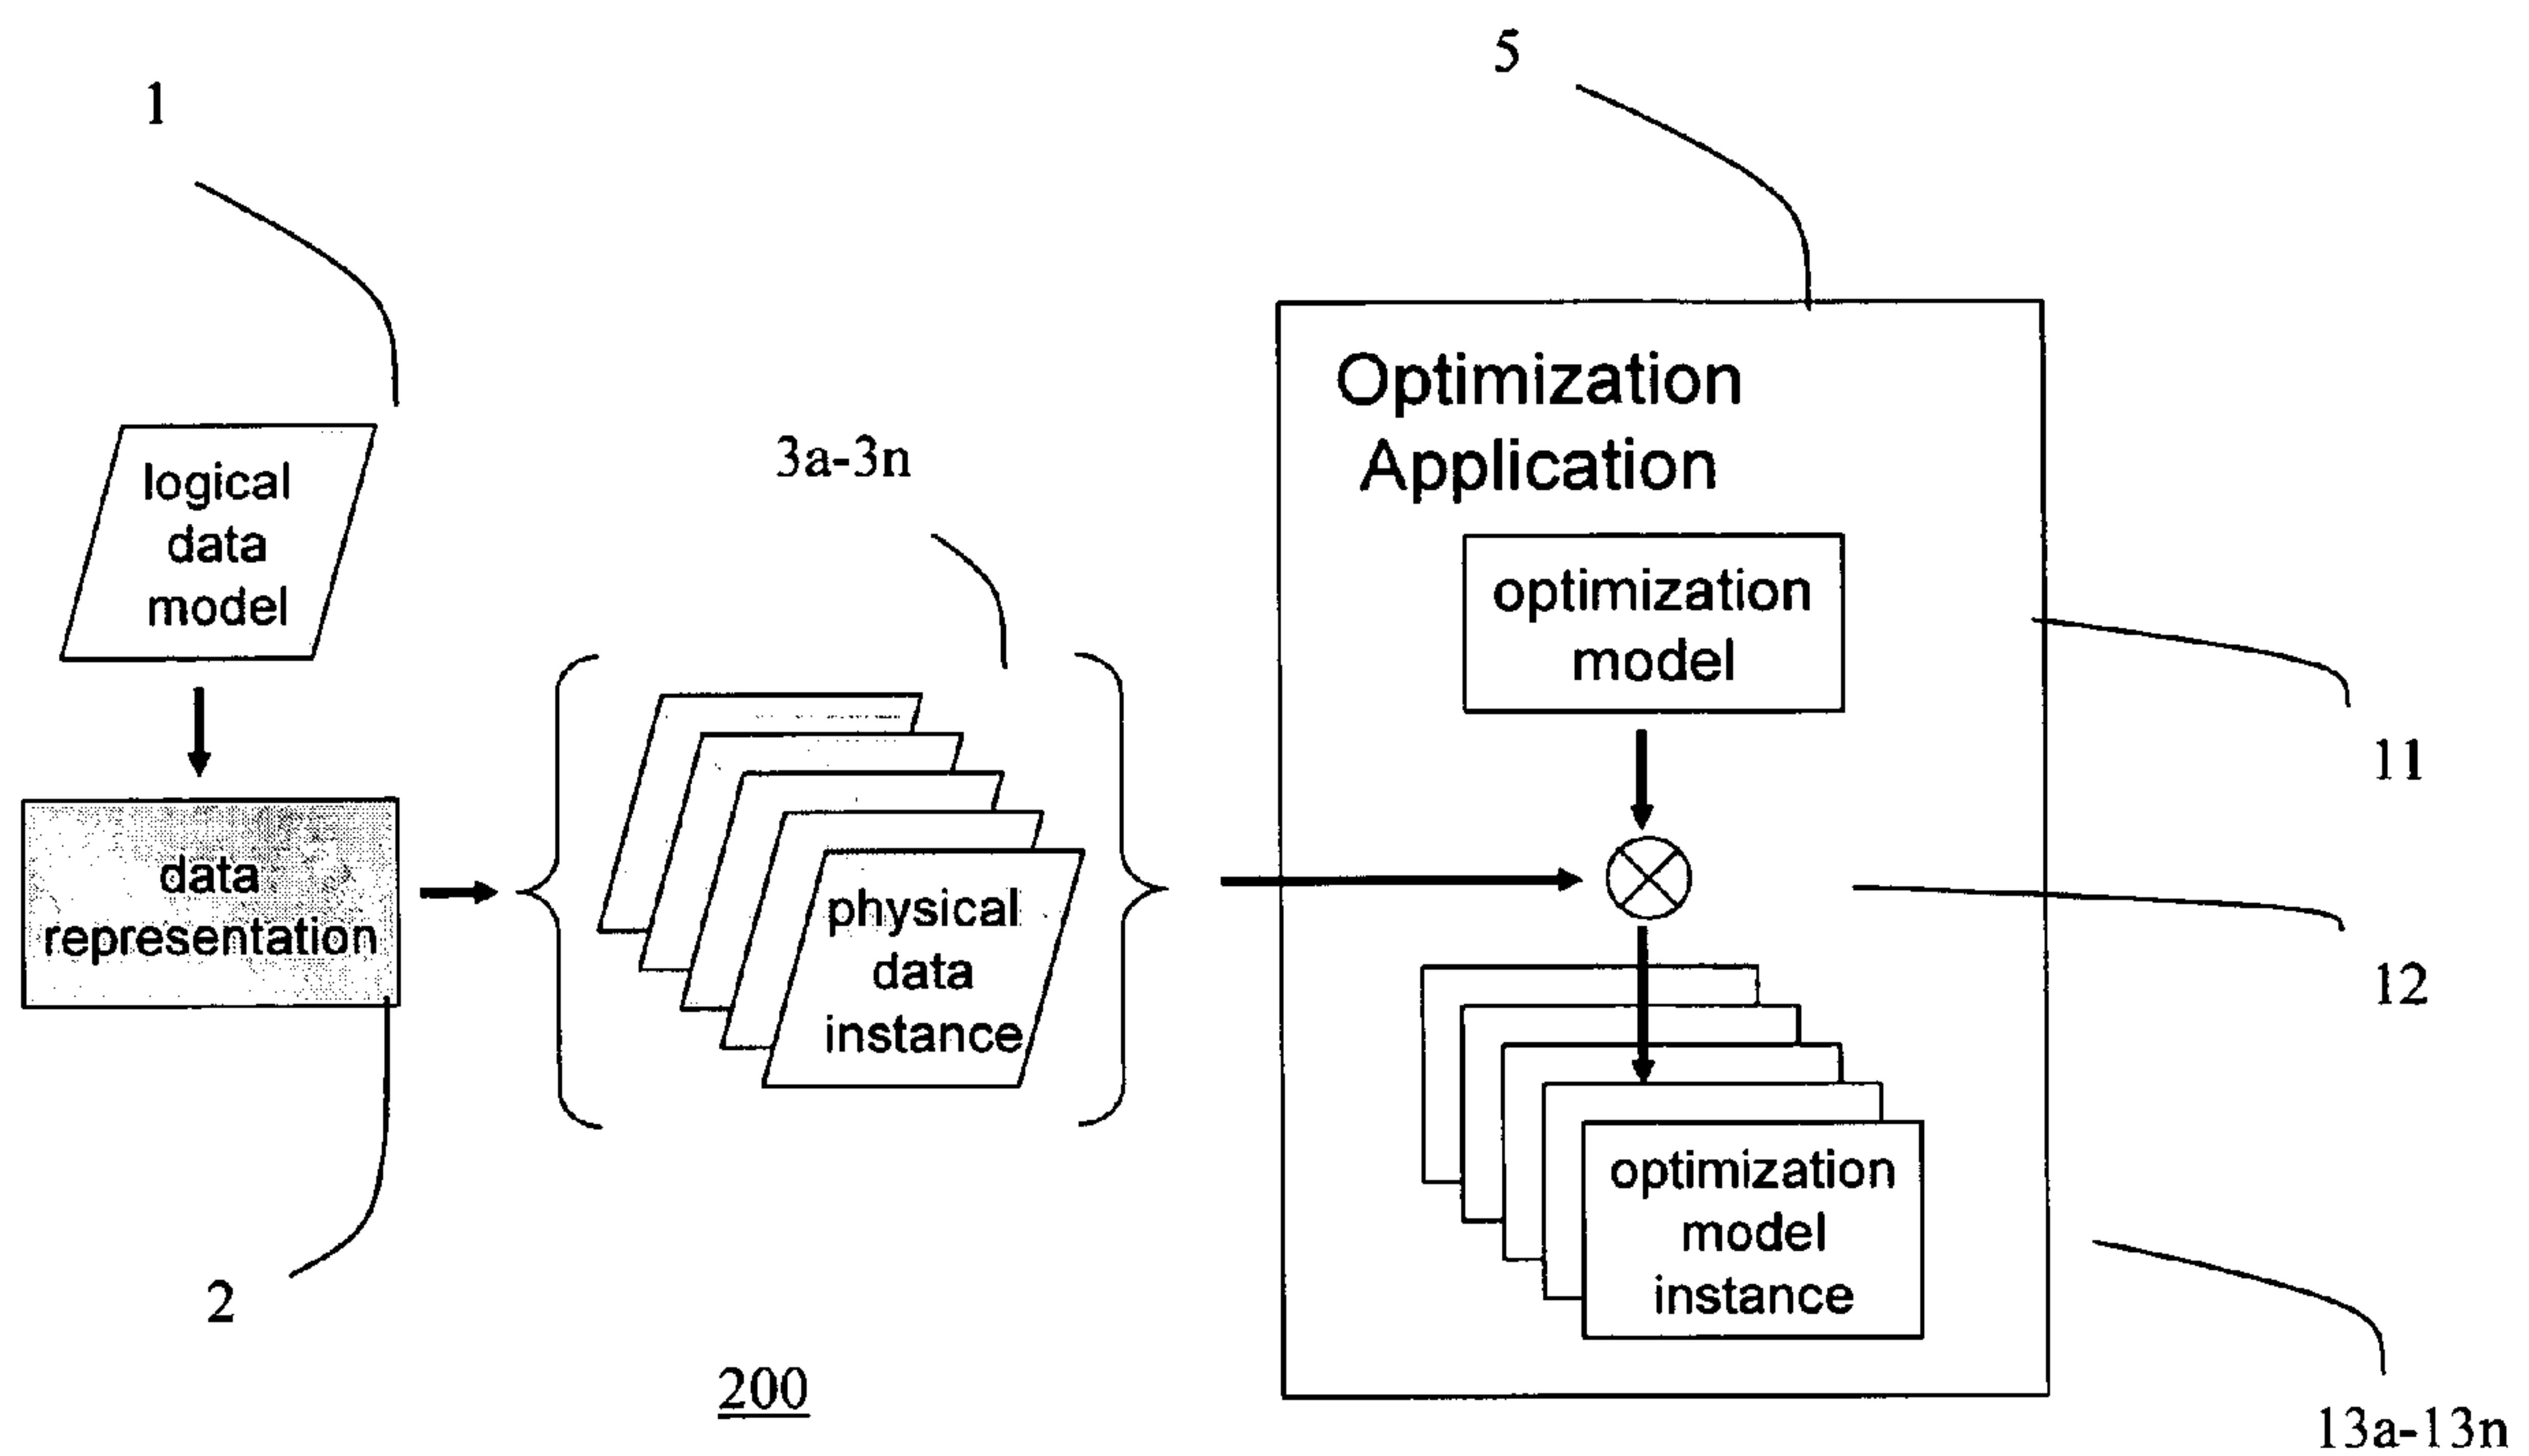 1
5
logical
data
model
3a-3n
Optimization
Application
optimization
model
11
data
representation
physical
data
instance
12
optimization
model
instance
2
200
13a-13n